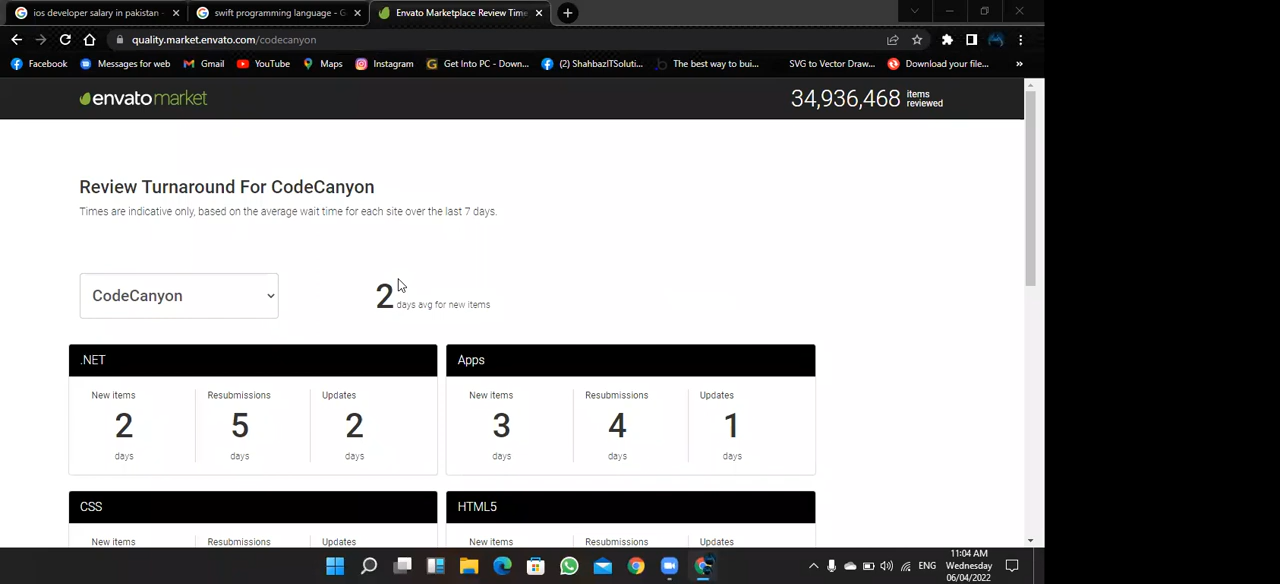 ios developer salary in pakistan -
swift programming language - G
Envato Marketplace Review Time
quality.market.envato.com/codecanyon
Facebook
Messages for web
Gmail
YouTube
Maps
Instagram
Get Into PC - Down...
(2) ShahbazITSoluti...
The best way to bui...
SVG to Vector Draw...
Download your file...
»
envatomarket
34,936,468 items reviewed
Review Turnaround For CodeCanyon
Times are indicative only, based on the average wait time for each site over the last 7 days.
CodeCanyon
2 days avg for new items
.NET
New items Resubmissions Updates
2 5 2
days days days
Apps
New items Resubmissions Updates
3 4 1
days days days
CSS
New items Resubmissions Updates
HTML5
New items Resubmissions Updates
ENG
11:04 AM
Wednesday
06/04/2022